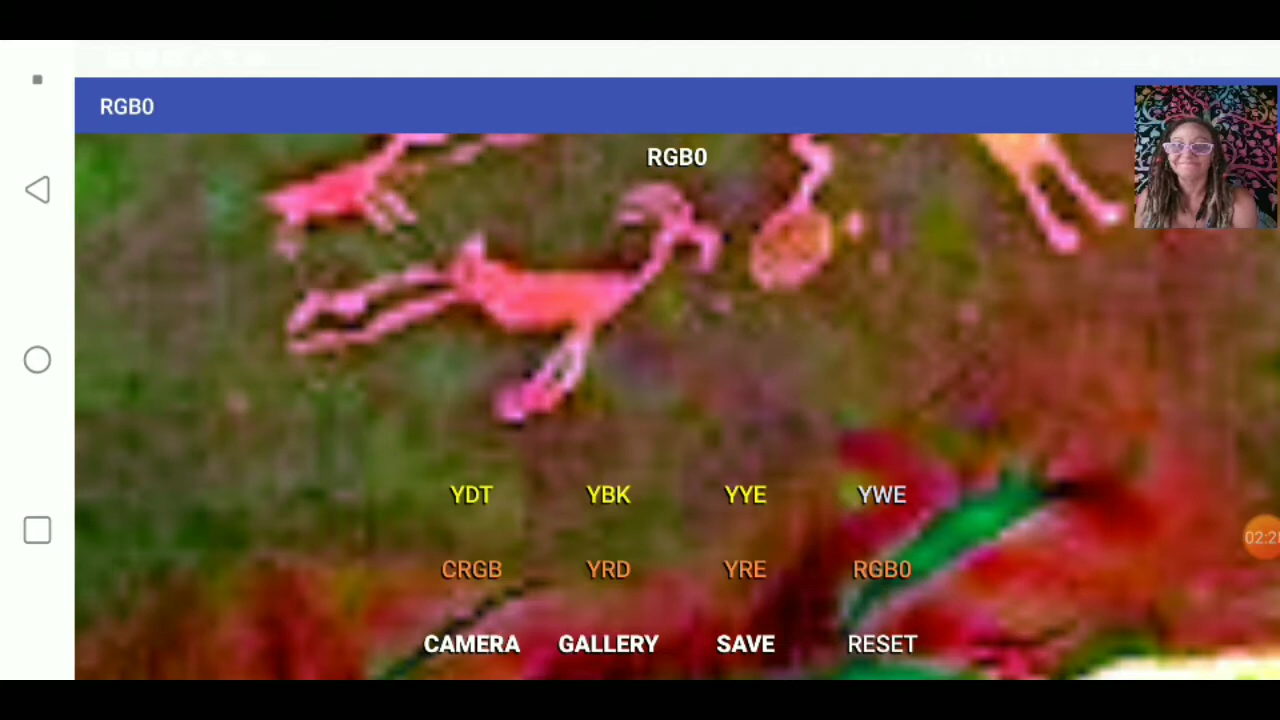 RGB0
RGB0
YDT YBK YYE YWE
CRGB YRD YRE RGB0
CAMERA GALLERY SAVE RESET